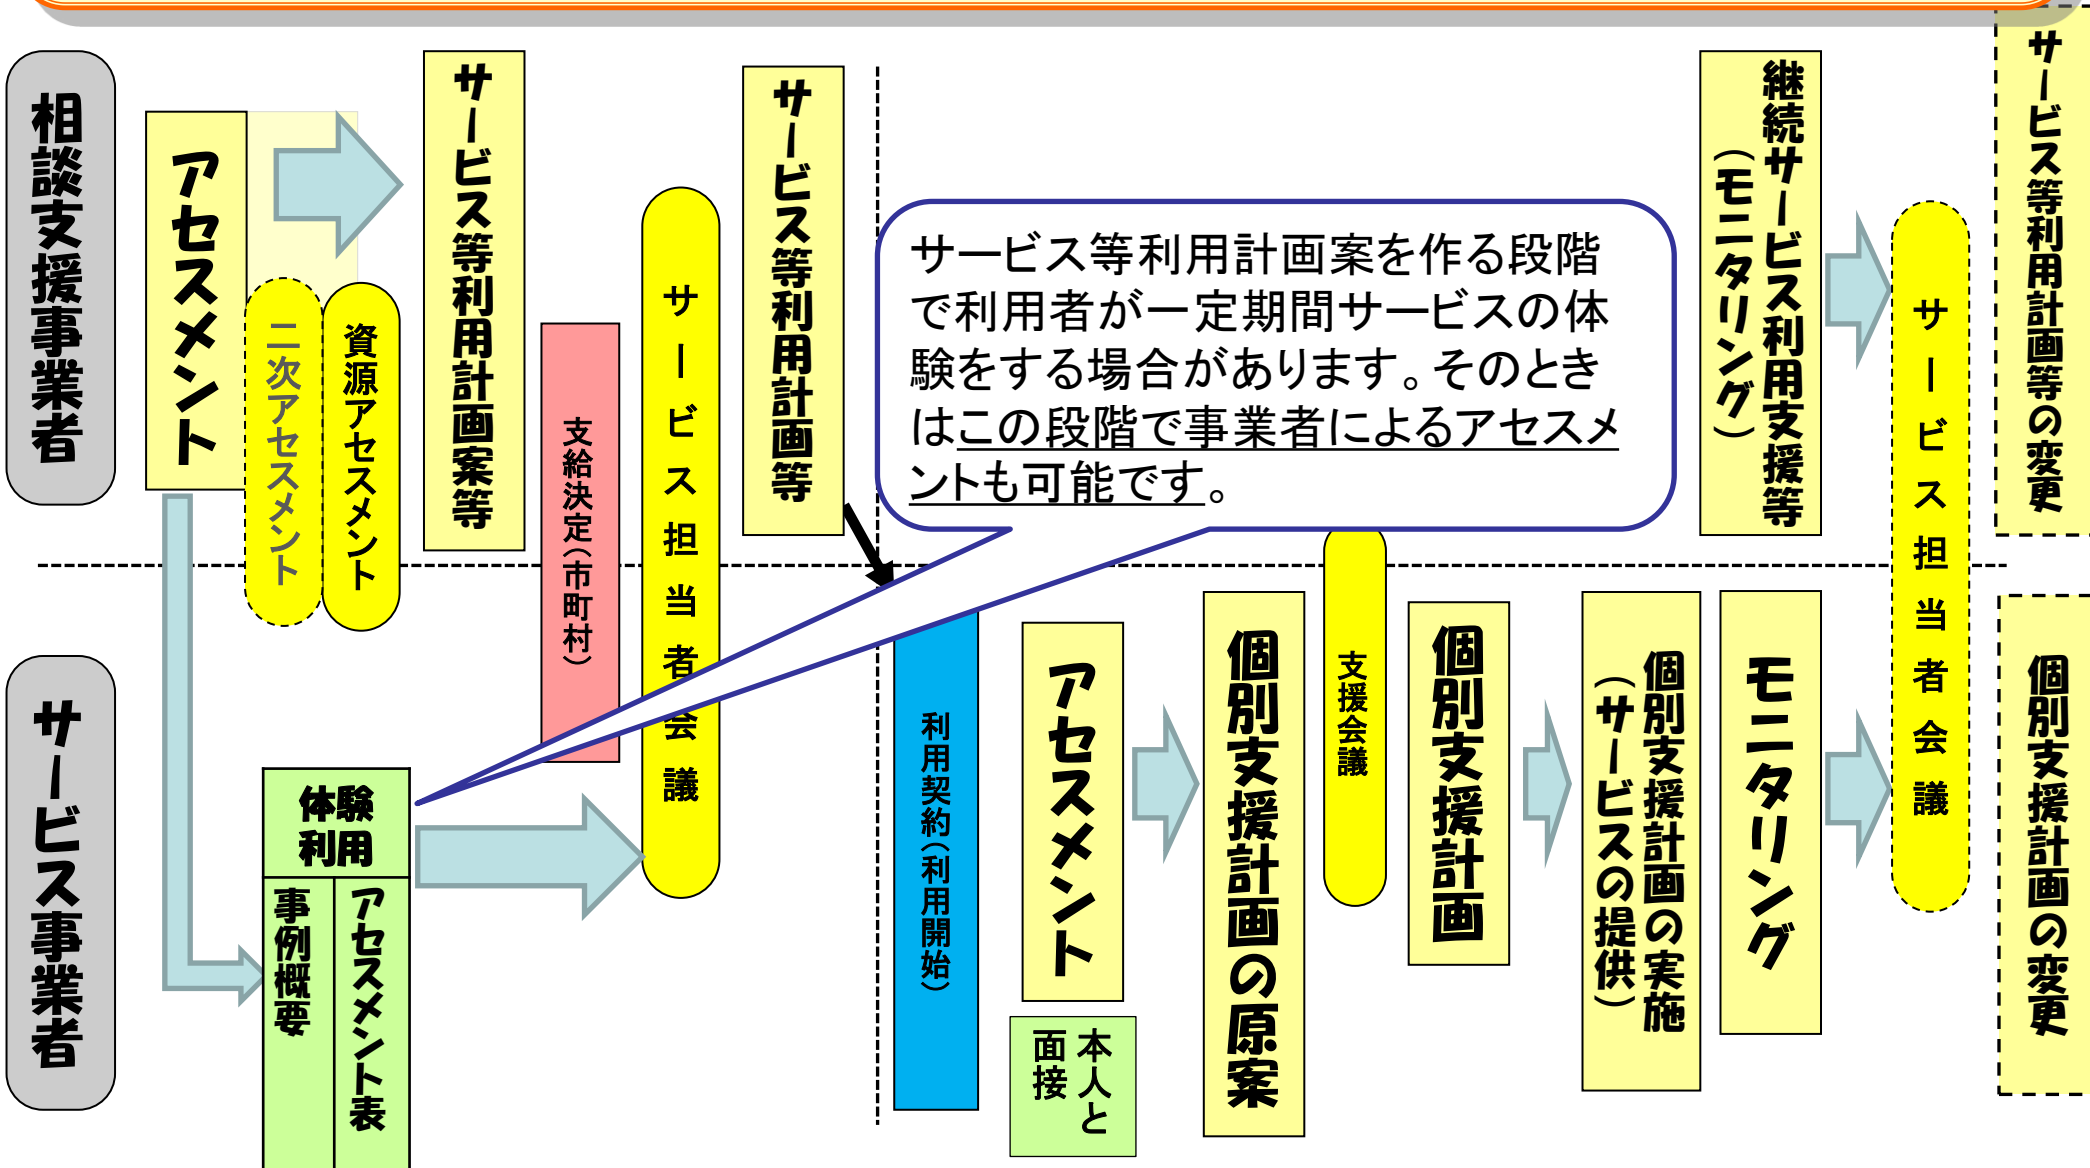 相談支援事業者
アセスメント
二次アセスメント
資源アセスメント
サービス等利用計画案等
支給決定（市町村）
サービス担当者会議
サービス等利用計画等
サービス等利用計画案を作る段階
で利用者が一定期間サービスの体
験をする場合があります。そのとき
はこの段階で事業者によるアセスメ
ントも可能です。
継続サービス利用支援等
（モニタリング）
サービス担当者会議
サービス等利用計画等の変更
サービス事業者
体験
利用
事例概要
アセスメント表
利用契約（利用開始）
アセスメント
本人と
面接
個別支援計画の原案
支援会議
個別支援計画
個別支援計画の実施
（サービスの提供）
モニタリング
個別支援計画の変更